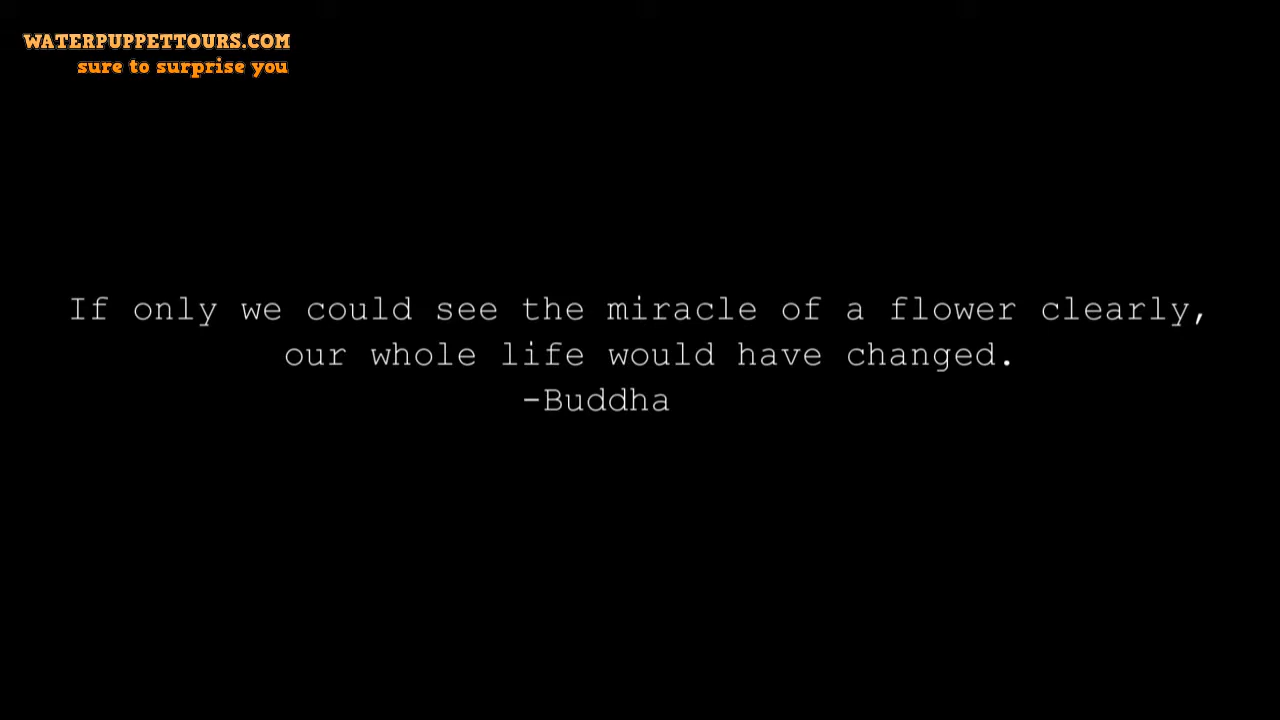 WATERPUPPETTOURS.COM
sure to surprise you
If only we could see the miracle of a flower clearly,
our whole life would have changed.
-Buddha